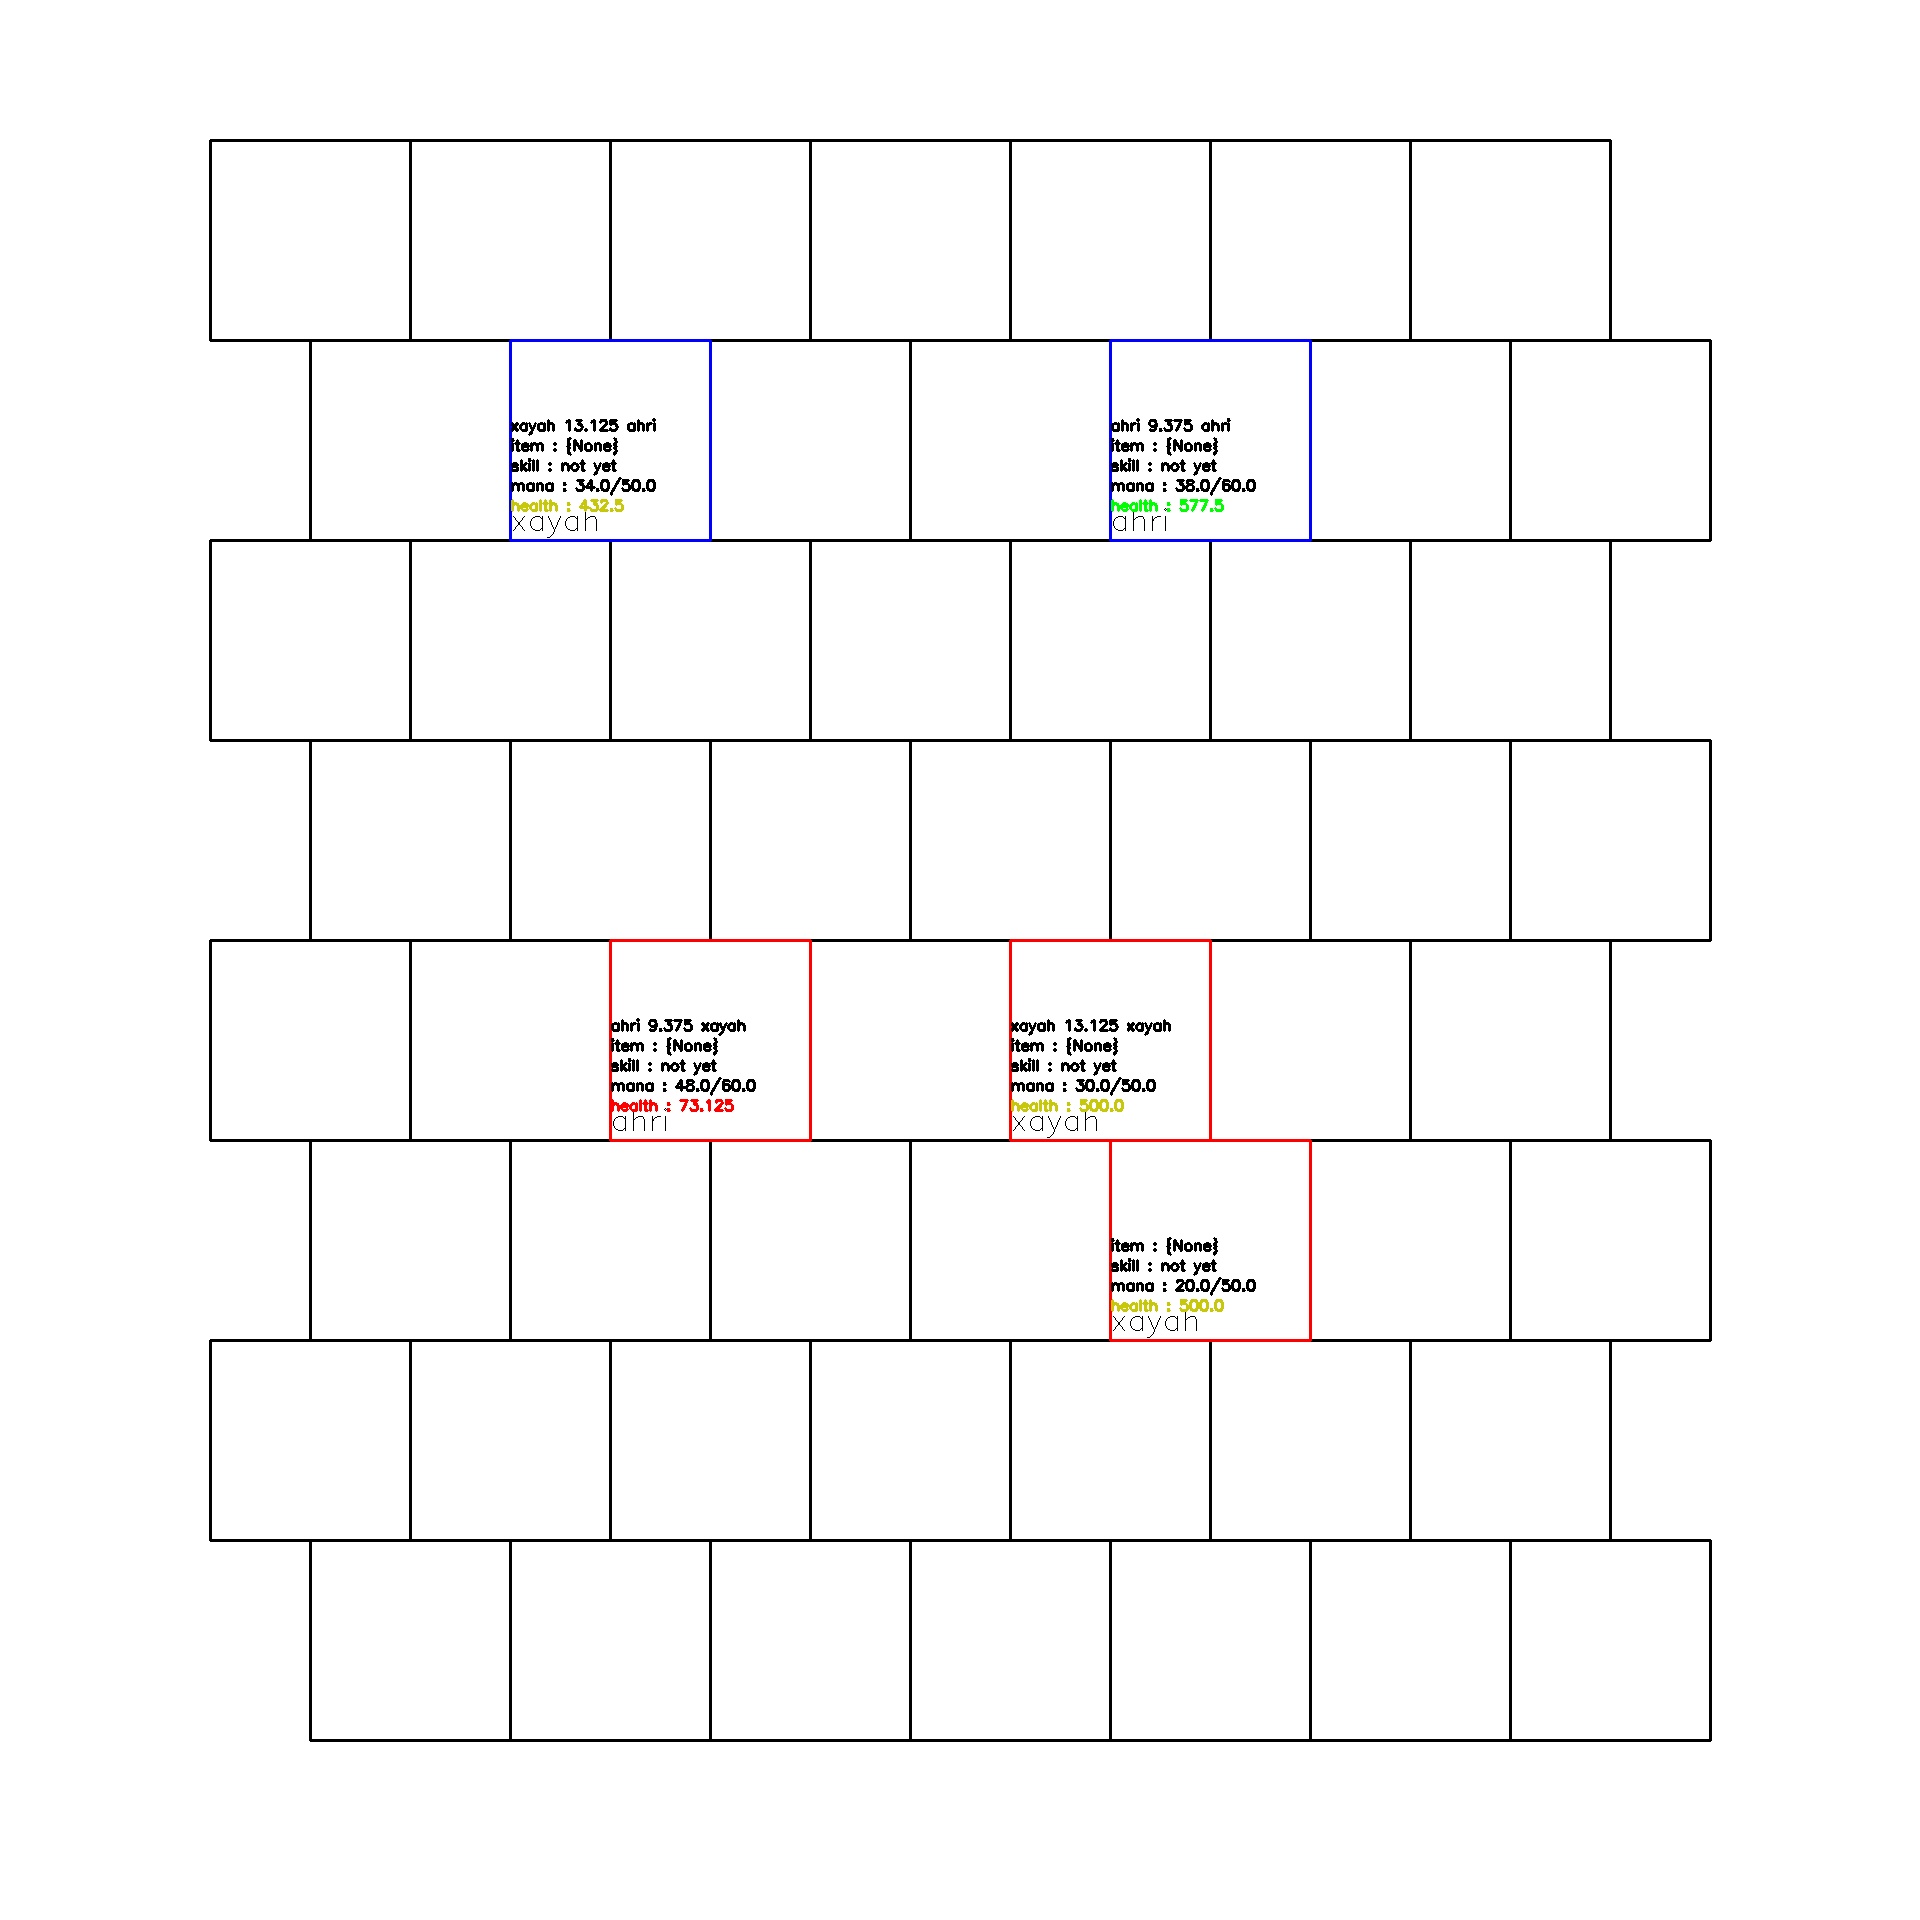 xayah 13.125 ahri
item : {None}
skill : not yet
mana : 34.0/50.0
health : 432.5
xayah
ahri 9.375 ahri
item : {None}
skill : not yet
mana : 38.0/60.0
health : 577.5
ahri
ahri 9.375 xayah
item : {None}
skill : not yet
mana : 48.0/60.0
health : 73.125
ahri
xayah 13.125 xayah
item : {None}
skill : not yet
mana : 30.0/50.0
health : 500.0
xayah
item : {None}
skill : not yet
mana : 20.0/50.0
health : 500.0
xayah